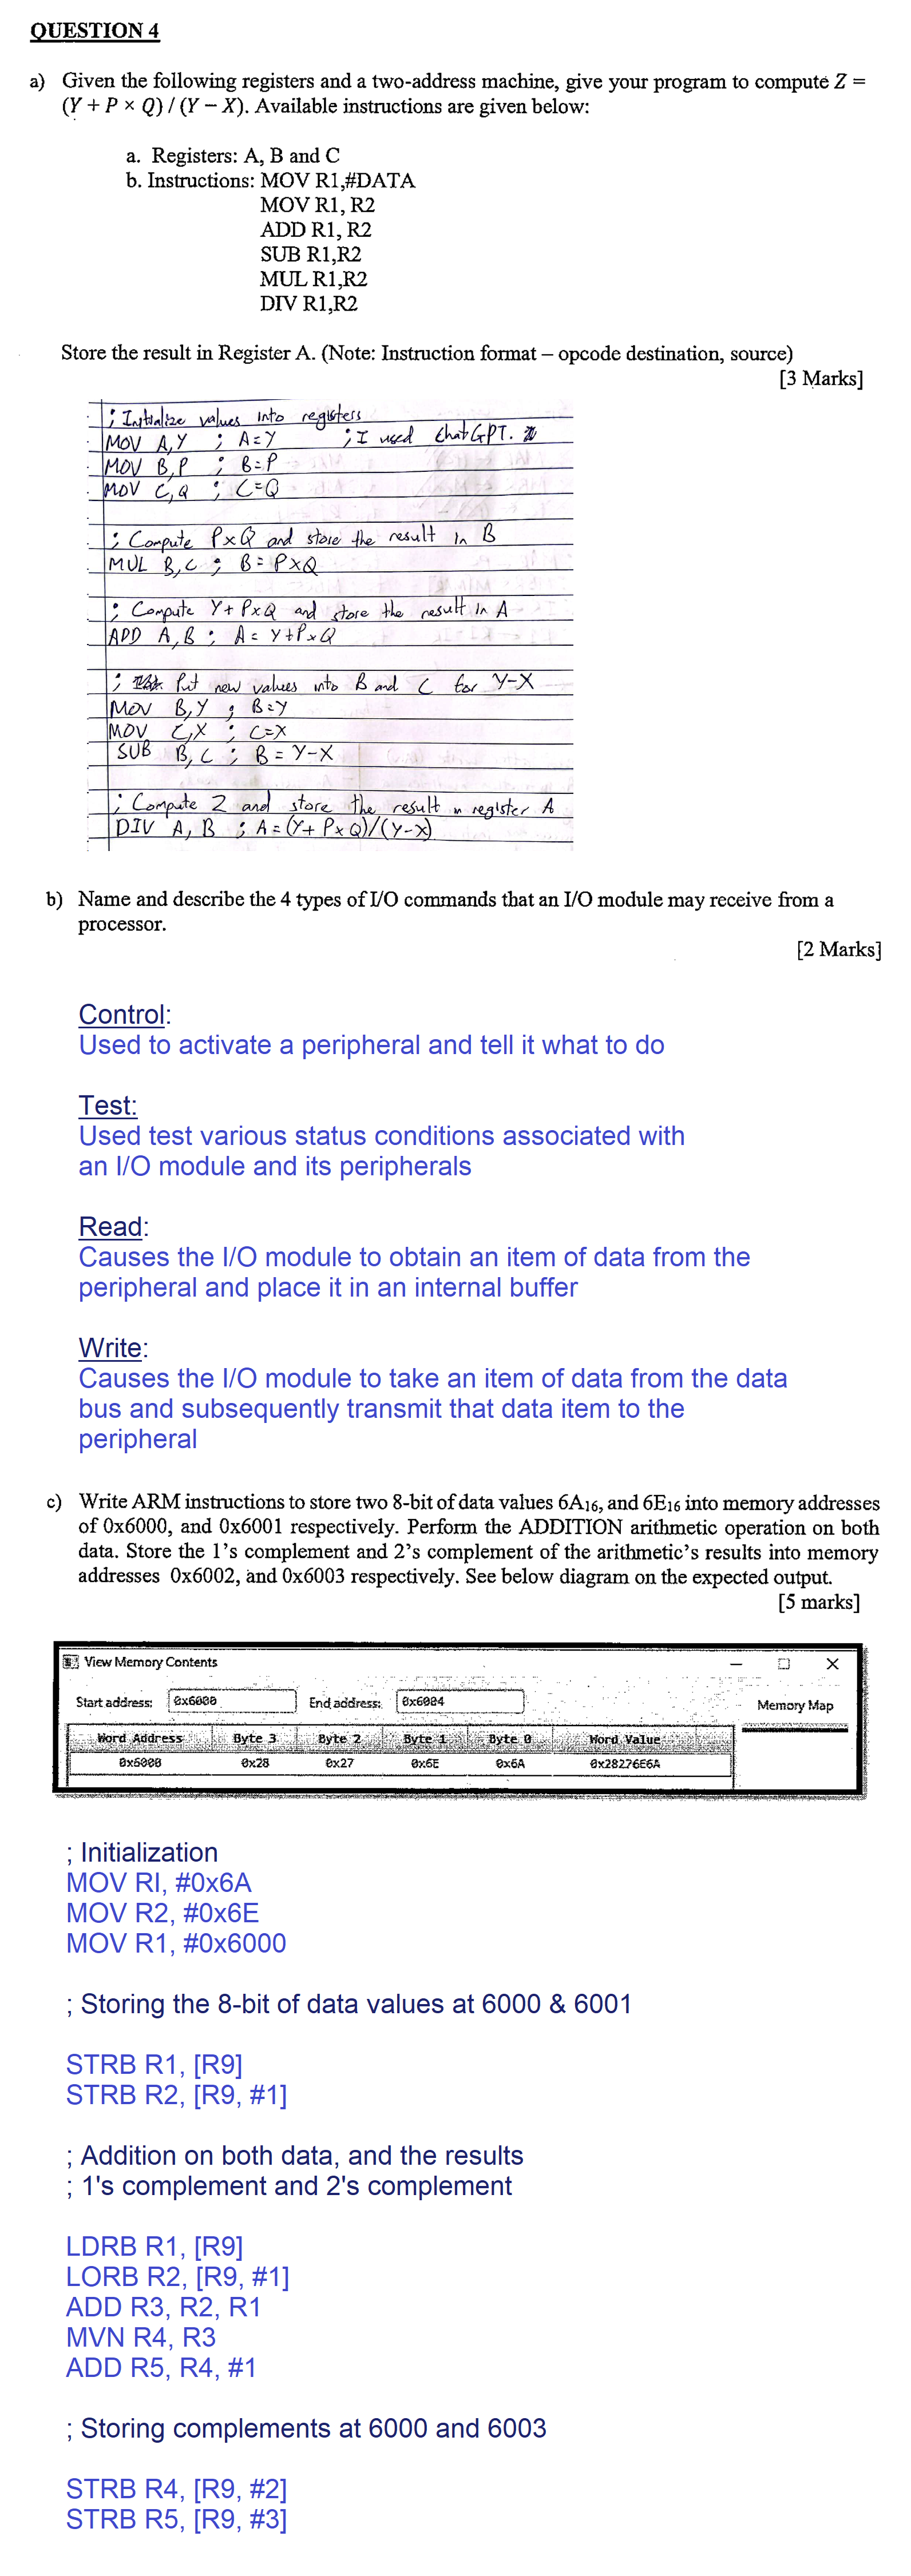 QUESTION 4
a) Given the following registers and a two-address machine, give your program to compute Z =
(Y + P × Q) / (Y – X). Available instructions are given below:
a. Registers: A, B and C
b. Instructions: MOV R1,#DATA
MOV R1, R2
ADD R1, R2
SUB R1,R2
MUL R1,R2
DIV R1,R2
Store the result in Register A. (Note: Instruction format – opcode destination, source)
[3 Marks]
; Initialize values into registers
MOV A,Y ; A=Y ; I used ChatGPT.
MOV B,P ; B=P
MOV C,Q ; C=Q
; Compute PxQ and store the result in B
MUL B,C ; B = PxQ
; Compute Y+ PxQ and store the result in A
ADD A,B ; A = Y+PxQ
; Put new values into B and C for Y-X
MOV B,Y ; B=Y
MOV C,X ; C=X
SUB B,C ; B = Y-X
; Compute Z and store the result in register A
DIV A, B ; A = (Y+ PxQ)/(Y-X)
b) Name and describe the 4 types of I/O commands that an I/O module may receive from a
processor.
[2 Marks]
Control:
Used to activate a peripheral and tell it what to do
Test:
Used test various status conditions associated with
an I/O module and its peripherals
Read:
Causes the I/O module to obtain an item of data from the
peripheral and place it in an internal buffer
Write:
Causes the I/O module to take an item of data from the data
bus and subsequently transmit that data item to the
peripheral
c) Write ARM instructions to store two 8-bit of data values 6A16, and 6E16 into memory addresses
of 0x6000, and 0x6001 respectively. Perform the ADDITION arithmetic operation on both
data. Store the 1's complement and 2's complement of the arithmetic's results into memory
addresses 0x6002, and 0x6003 respectively. See below diagram on the expected output.
[5 marks]
View Memory Contents
Start address: 0x6000 End address: 0x6004 Memory Map
Word Address Byte 3 Byte 2 Byte 1 Byte 0 Word Value
0x6000 0x28 0x27 0x6E 0x6A 0x28276E6A
; Initialization
MOV RI, #0x6A
MOV R2, #0x6E
MOV R1, #0x6000
; Storing the 8-bit of data values at 6000 & 6001
STRB R1, [R9]
STRB R2, [R9, #1]
; Addition on both data, and the results
; 1's complement and 2's complement
LDRB R1, [R9]
LORB R2, [R9, #1]
ADD R3, R2, R1
MVN R4, R3
ADD R5, R4, #1
; Storing complements at 6000 and 6003
STRB R4, [R9, #2]
STRB R5, [R9, #3]